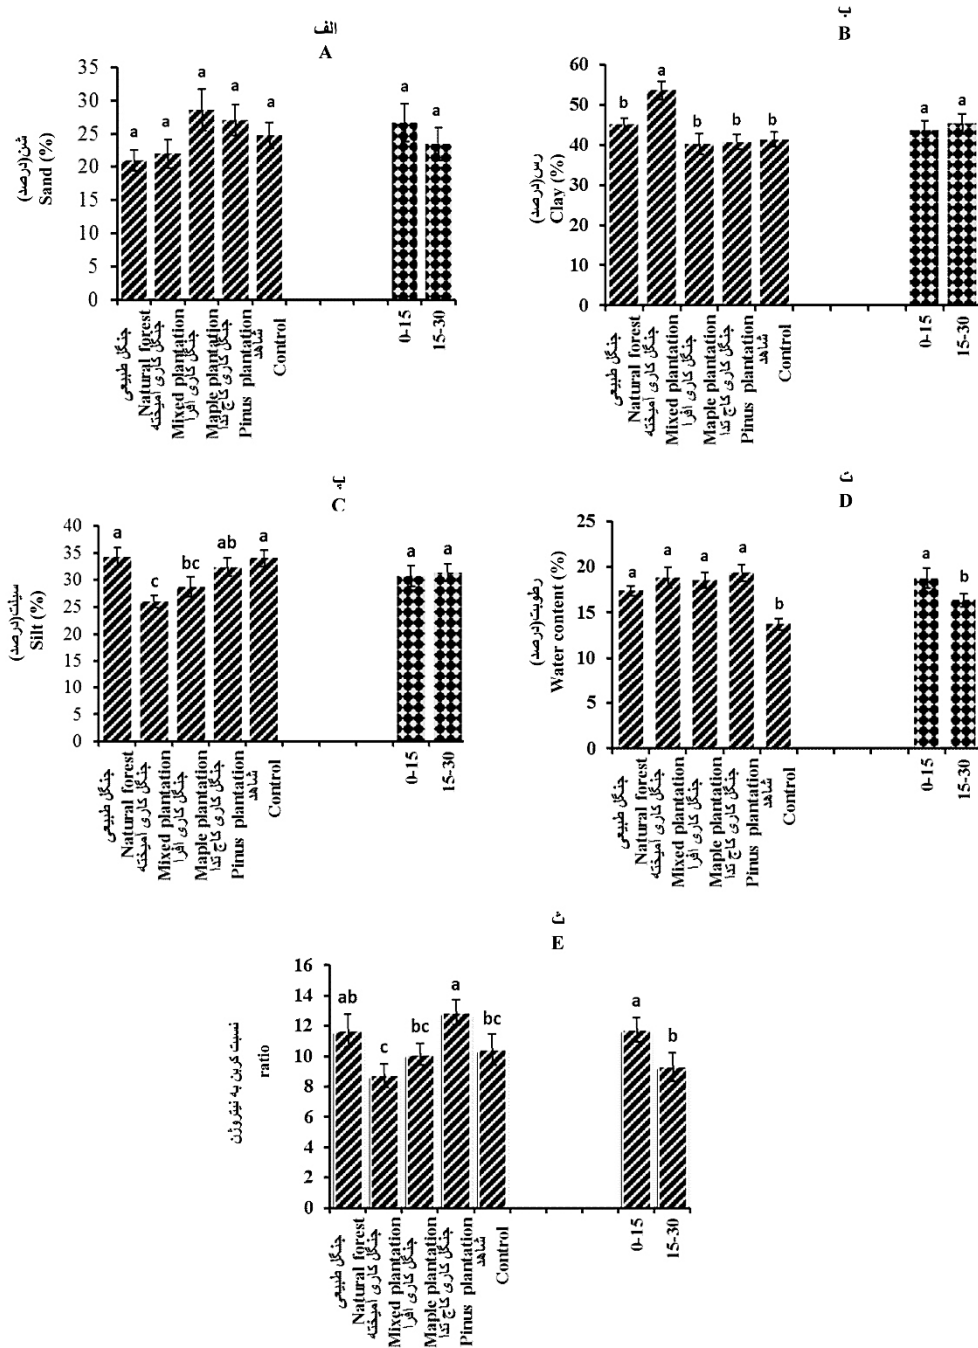 الف
A
35
30
25
20
15
10
5
0
شن(درصد)
Sand (%)
a
a
a
a
a
a
a
جنگل طبیعی
Natural forest
جنگل کاری آمیخته
Mixed plantation
جنگل کاری افرا
Maple plantation
جنگل کاری کاج تدا
Pinus plantation
شاهد
Control
0-15
15-30
B
60
50
40
30
20
10
0
رس(درصد)
Clay (%)
b
a
b
b
b
a
a
جنگل طبیعی
Natural forest
جنگل کاری آمیخته
Mixed plantation
جنگل کاری افرا
Maple plantation
جنگل کاری کاج تدا
Pinus plantation
شاهد
Control
0-15
15-30
C
40
35
30
25
20
15
10
5
0
سیلت(درصد)
Silt (%)
a
c
bc
ab
a
a
a
جنگل طبیعی
Natural forest
جنگل کاری آمیخته
Mixed plantation
جنگل کاری افرا
Maple plantation
جنگل کاری کاج تدا
Pinus plantation
شاهد
Control
0-15
15-30
D
25
20
15
10
5
0
رطوبت(درصد)
Water content (%)
a
a
a
a
b
a
b
جنگل طبیعی
Natural forest
جنگل کاری آمیخته
Mixed plantation
جنگل کاری افرا
Maple plantation
جنگل کاری کاج تدا
Pinus plantation
شاهد
Control
0-15
15-30
E
16
14
12
10
8
6
4
2
0
نسبت کربن به نیتروژن
ratio
ab
c
bc
a
bc
a
b
جنگل طبیعی
Natural forest
جنگل کاری آمیخته
Mixed plantation
جنگل کاری افرا
Maple plantation
جنگل کاری کاج تدا
Pinus plantation
شاهد
Control
0-15
15-30